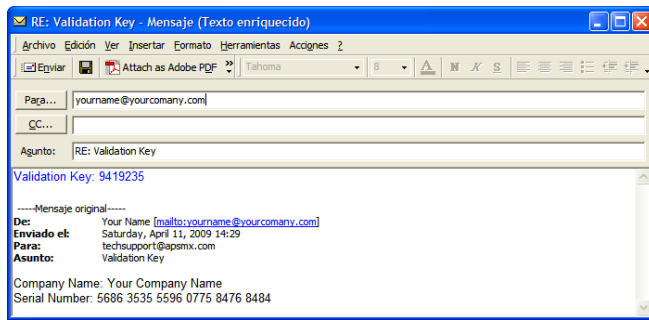 RE: Validation Key - Mensaje (Texto enriquecido)
Archivo Edición Ver Insertar Formato Herramientas Acciones ?
Enviar Attach as Adobe PDF Tahoma 8 A N K S
Para... yourname@yourcomany.com
CC...
Asunto: RE: Validation Key
Validation Key: 9419235
-----Mensaje original-----
De: Your Name [mailto:yourname@yourcomany.com]
Enviado el: Saturday, April 11, 2009 14:29
Para: techsupport@apsmx.com
Asunto: Validation Key
Company Name: Your Company Name
Serial Number: 5686 3535 5596 0775 8476 8484